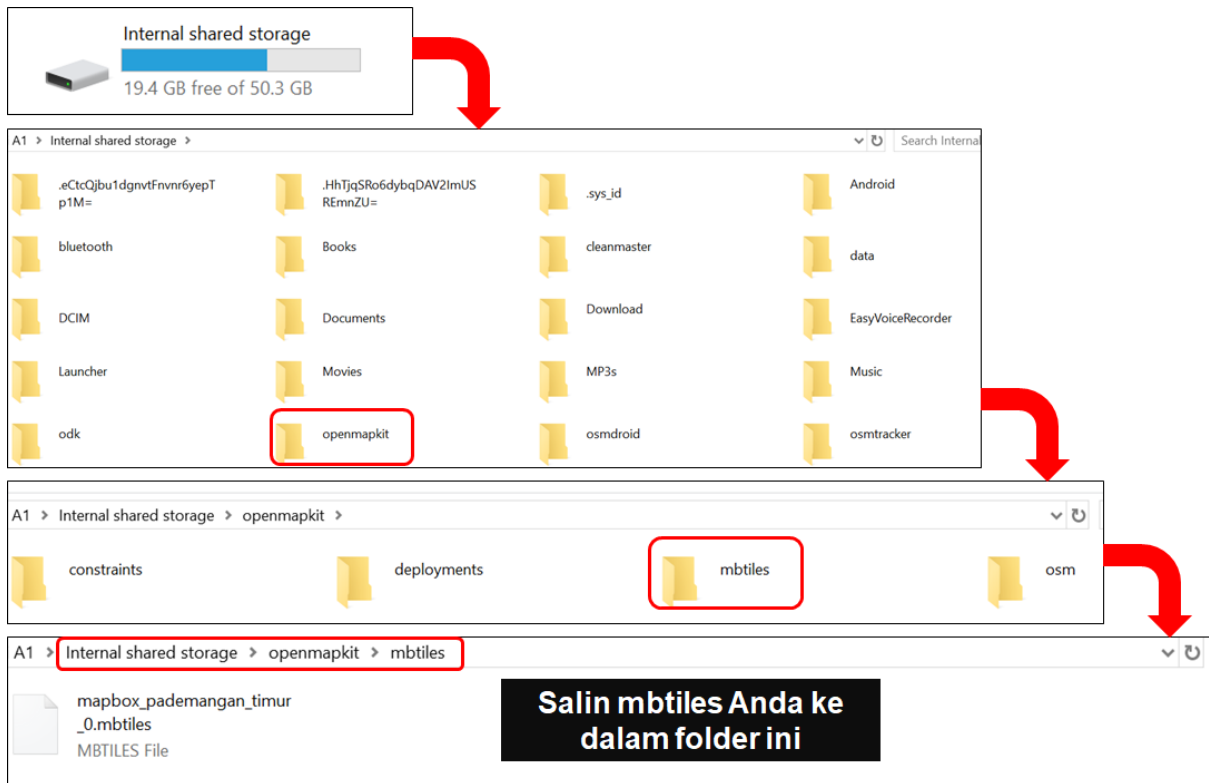 Internal shared storage
19.4 GB free of 50.3 GB
A1 > Internal shared storage >
Search Internal
.eCtcQjbu1dgnvtFnvnr6yepT
p1M=
.HhTjqSRo6dybqDAV2ImUS
REmnZU=
.sys_id
Android
bluetooth
Books
cleanmaster
data
DCIM
Documents
Download
EasyVoiceRecorder
Launcher
Movies
MP3s
Music
odk
openmapkit
osmdroid
osmtracker
A1 > Internal shared storage > openmapkit >
constraints
deployments
mbtiles
osm
A1 > Internal shared storage > openmapkit > mbtiles
mapbox_pademangan_timur
_0.mbtiles
MBTILES File
Salin mbtiles Anda ke
dalam folder ini